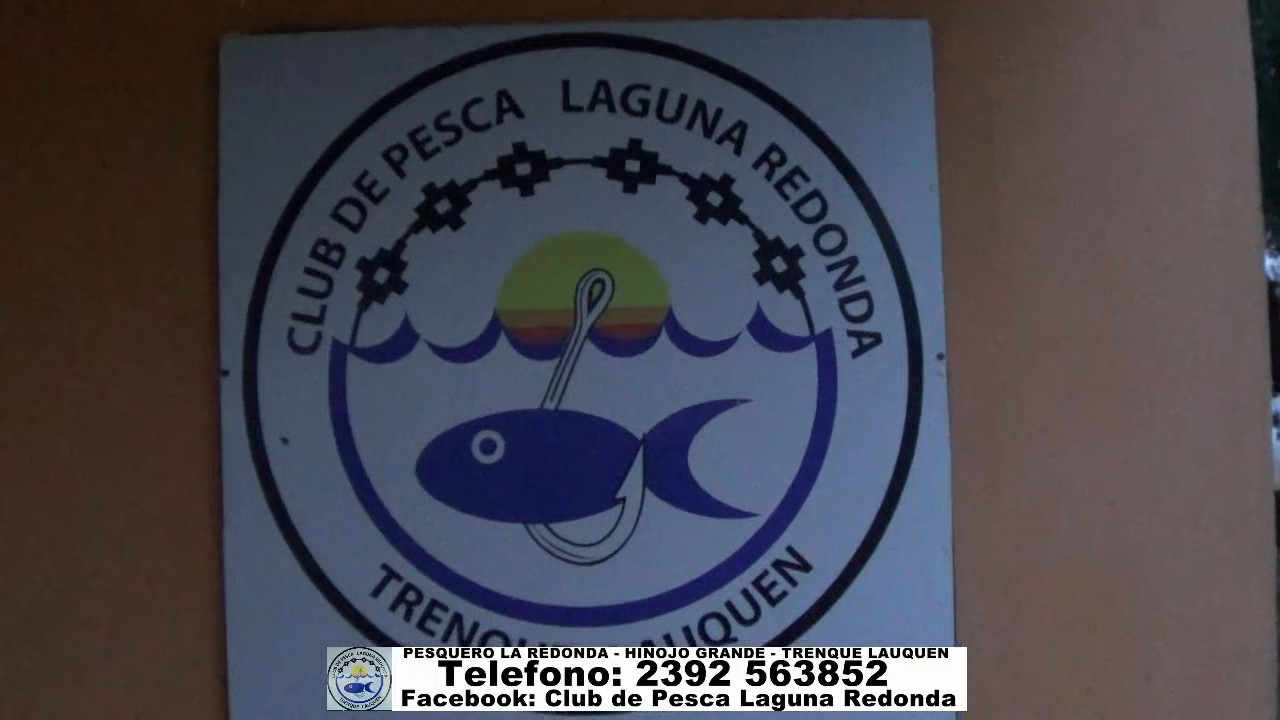 CLUB DE PESCA LAGUNA REDONDA
TRENQUE LAUQUEN
PESQUERO LA REDONDA - HINOJO GRANDE - TRENQUE LAUQUEN
Telefono: 2392 563852
Facebook: Club de Pesca Laguna Redonda